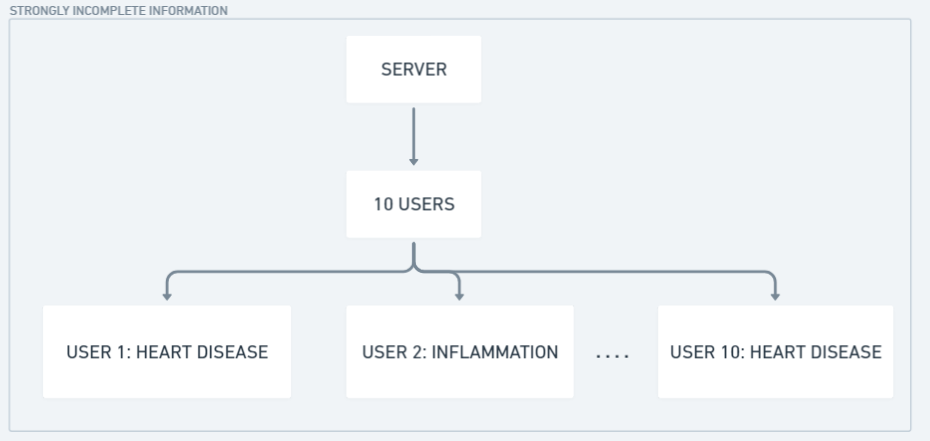 STRONGLY INCOMPLETE INFORMATION
SERVER
10 USERS
USER 1: HEART DISEASE
USER 2: INFLAMMATION
....
USER 10: HEART DISEASE